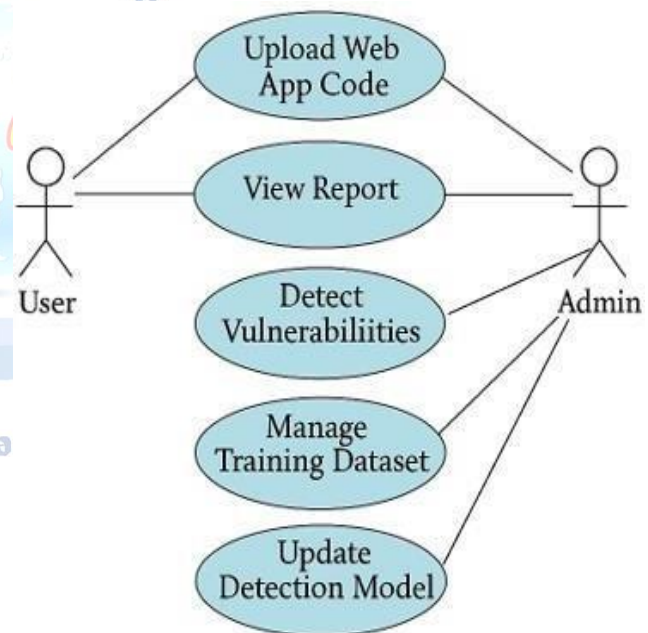 Upload Web
App Code
View Report
Detect
Vulnerabiliities
Manage
Training Dataset
Update
Detection Model
User
Admin